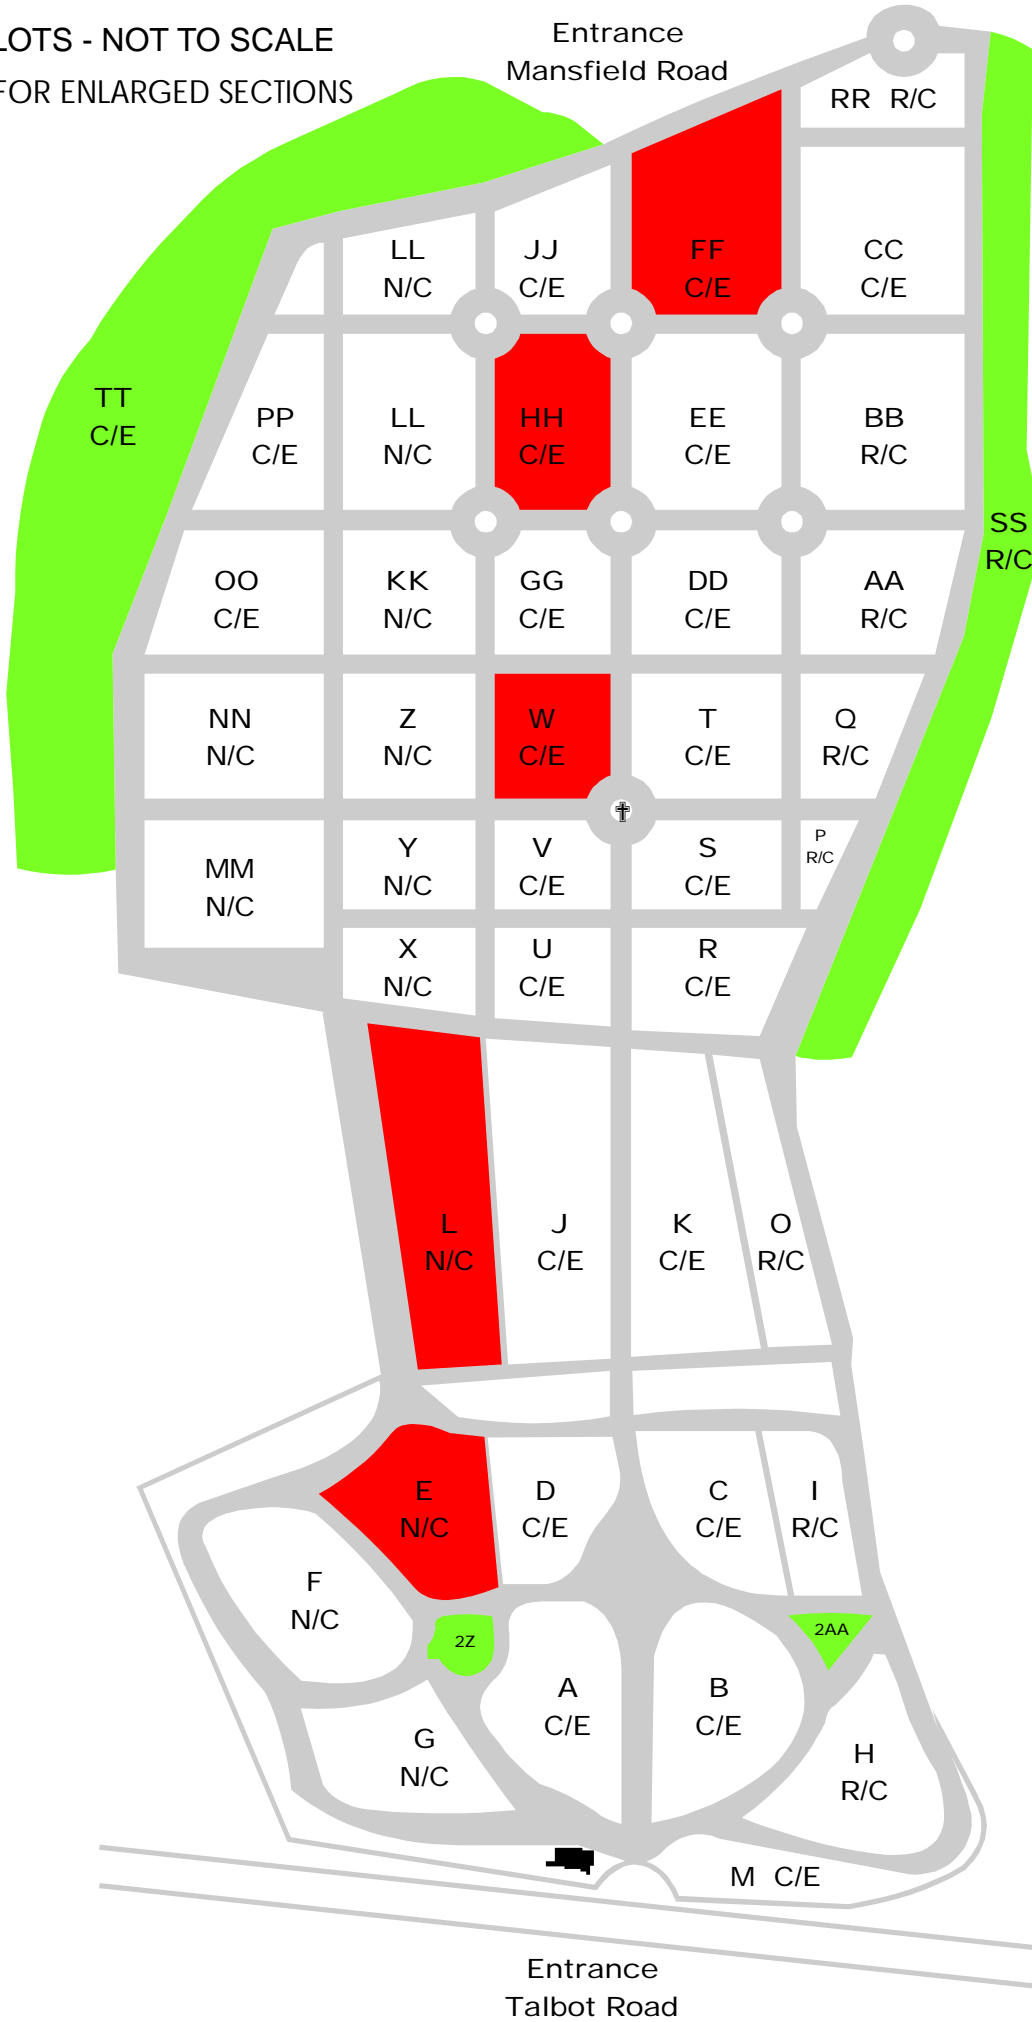 LOTS - NOT TO SCALE
FOR ENLARGED SECTIONS
Entrance
Mansfield Road
RR R/C
LL
N/C
JJ
C/E
FF
C/E
CC
C/E
TT
C/E
PP
C/E
LL
N/C
HH
C/E
EE
C/E
BB
R/C
SS
R/C
OO
C/E
KK
N/C
GG
C/E
DD
C/E
AA
R/C
NN
N/C
Z
N/C
W
C/E
T
C/E
Q
R/C
MM
N/C
Y
N/C
V
C/E
S
C/E
P
R/C
X
N/C
U
C/E
R
C/E
L
N/C
J
C/E
K
C/E
O
R/C
E
N/C
D
C/E
C
C/E
I
R/C
F
N/C
2Z
2AA
A
C/E
B
C/E
G
N/C
H
R/C
M C/E
Entrance
Talbot Road